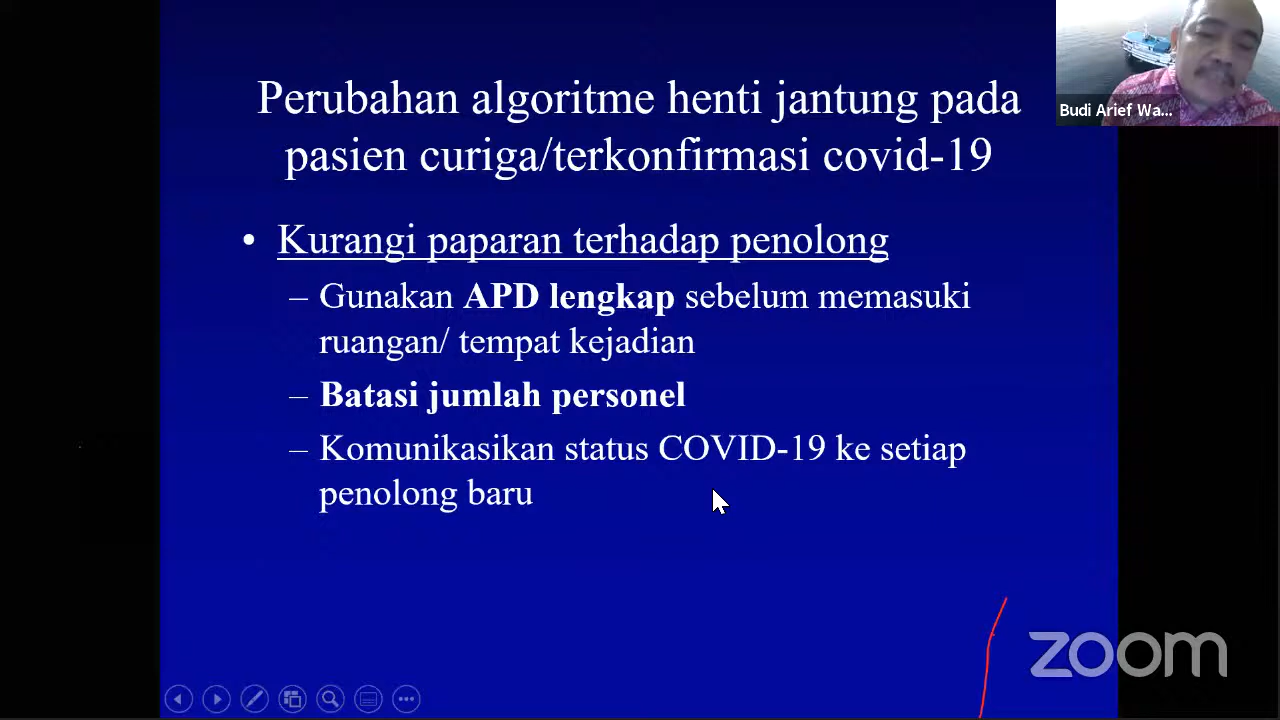 Perubahan algoritme henti jantung pada
pasien curiga/terkonfirmasi covid-19
• Kurangi paparan terhadap penolong
– Gunakan APD lengkap sebelum memasuki
ruangan/ tempat kejadian
– Batasi jumlah personel
– Komunikasikan status COVID-19 ke setiap
penolong baru
Budi Arief Wa...
zoom